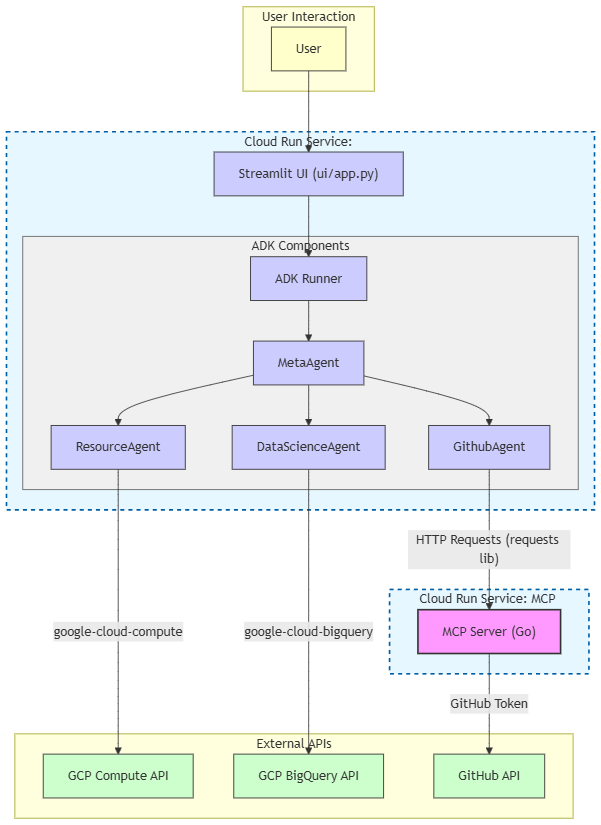 User Interaction
User
Cloud Run Service:
Streamlit UI (ui/app.py)
ADK Components
ADK Runner
MetaAgent
ResourceAgent
DataScienceAgent
GithubAgent
HTTP Requests (requests
lib)
Cloud Run Service: MCP
google-cloud-compute
google-cloud-bigquery
MCP Server (Go)
GitHub Token
External APIs
GCP Compute API
GCP BigQuery API
GitHub API